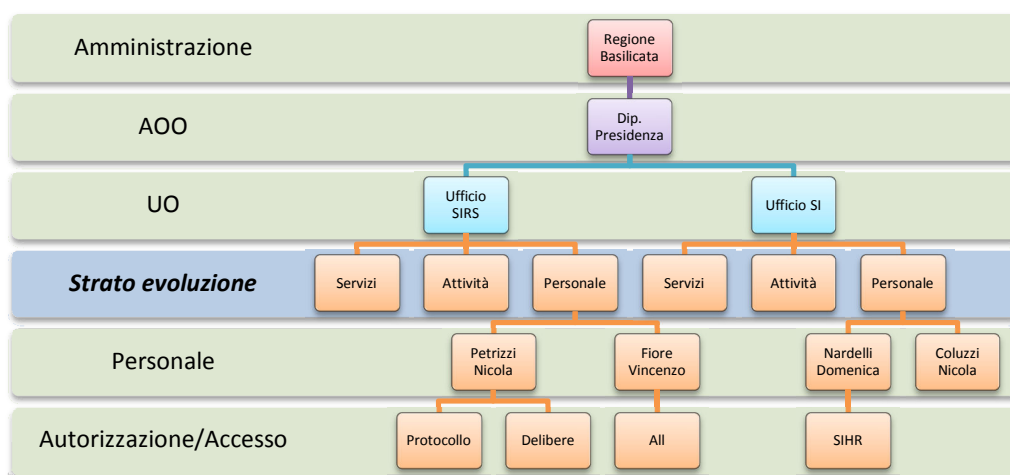 Amministrazione
Regione
Basilicata
AOO
Dip.
Presidenza
UO
Ufficio
SIRS
Ufficio SI
Strato evoluzione
Servizi
Attività
Personale
Servizi
Attività
Personale
Personale
Petrizzi
Nicola
Fiore
Vincenzo
Nardelli
Domenica
Coluzzi
Nicola
Autorizzazione/Accesso
Protocollo
Delibere
All
SIHR